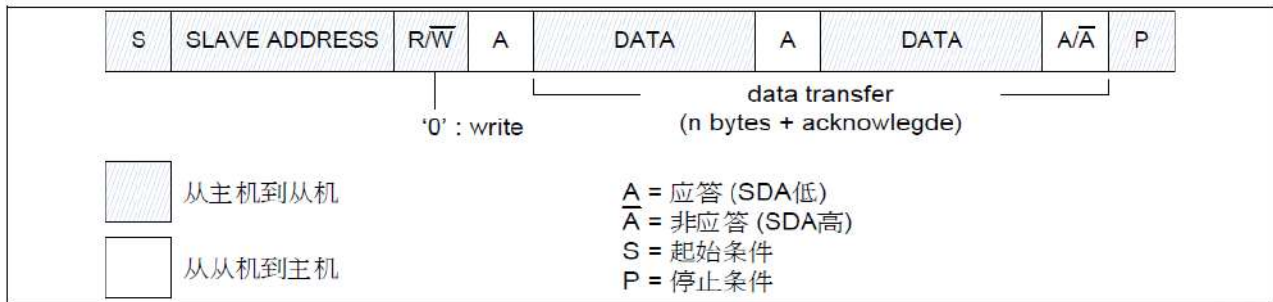 S SLAVE ADDRESS R/W̅ A DATA A DATA A/A̅ P
data transfer
'0' : write (n bytes + acknowlegde)
从主机到从机
从从机到主机
A = 应答 (SDA低)
A̅ = 非应答 (SDA高)
S = 起始条件
P = 停止条件